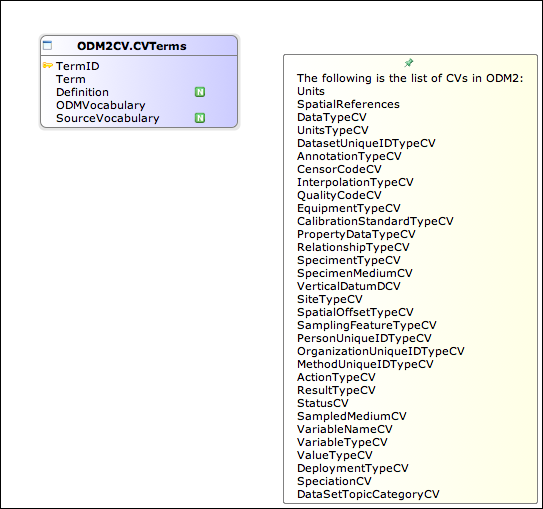 ODM2CV.CVTerms
TermID
Term
Definition N
ODMVocabulary
SourceVocabulary N
The following is the list of CVs in ODM2:
Units
SpatialReferences
DataTypeCV
UnitsTypeCV
DatasetUniqueIDTypeCV
AnnotationTypeCV
CensorCodeCV
InterpolationTypeCV
QualityCodeCV
EquipmentTypeCV
CalibrationStandardTypeCV
PropertyDataTypeCV
RelationshipTypeCV
SpecimentTypeCV
SpecimenMediumCV
VerticalDatumDCV
SiteTypeCV
SpatialOffsetTypeCV
SamplingFeatureTypeCV
PersonUniqueIDTypeCV
OrganizationUniqueIDTypeCV
MethodUniqueIDTypeCV
ActionTypeCV
ResultTypeCV
StatusCV
SampledMediumCV
VariableNameCV
VariableTypeCV
ValueTypeCV
DeploymentTypeCV
SpeciationCV
DataSetTopicCategoryCV